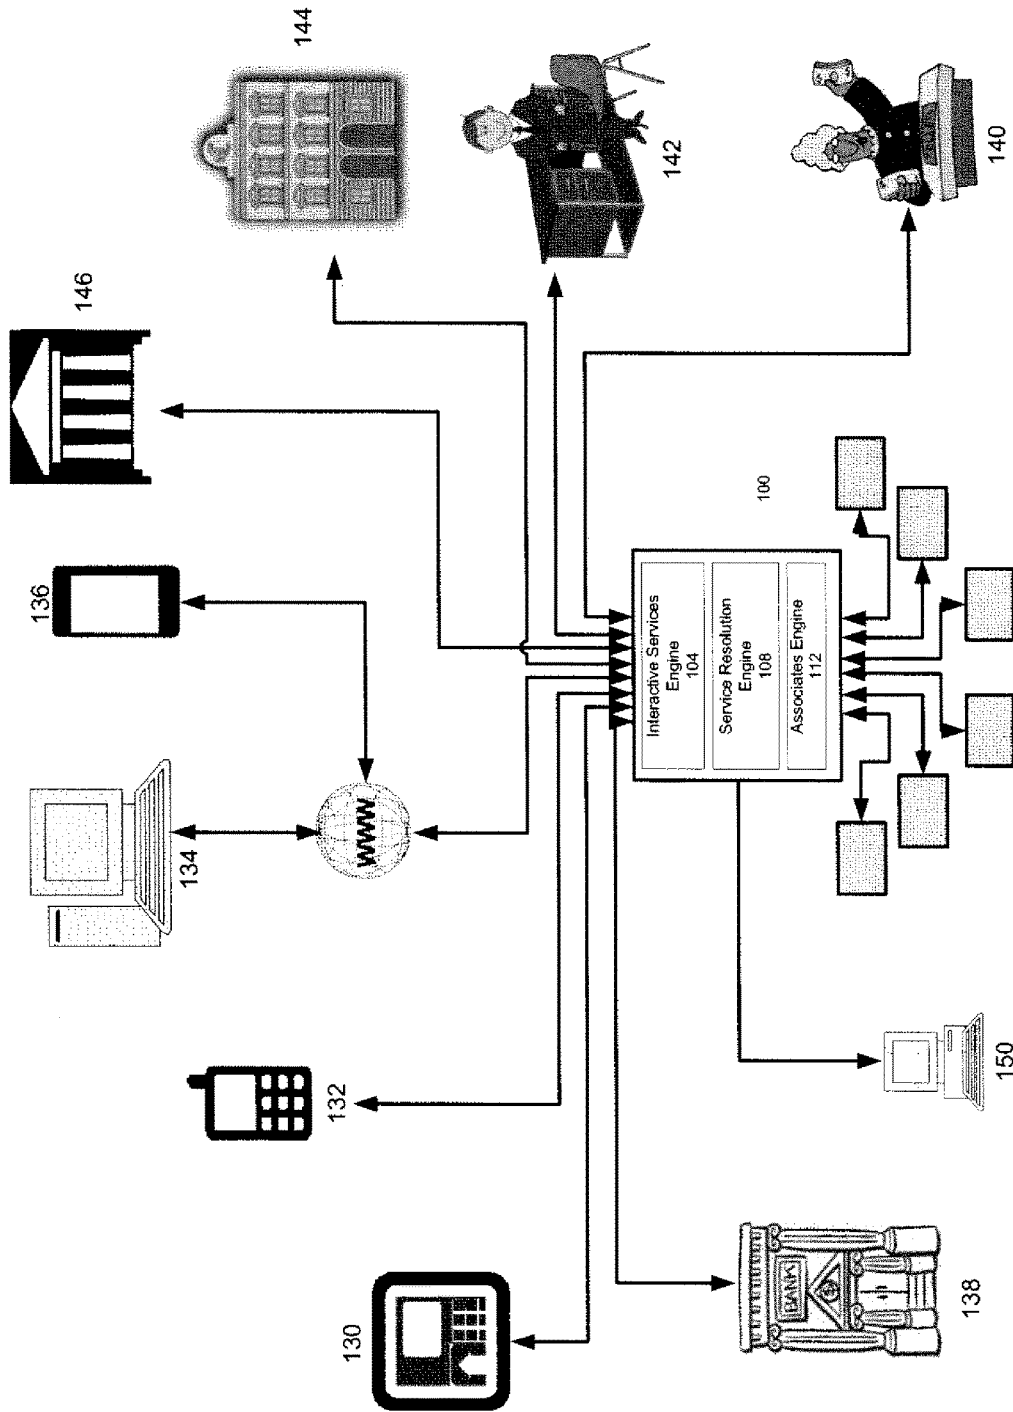 130
132
134
136
146
144
WWW
142
140
138
BANK
150
100
Interactive Services
Engine
104
Service Resolution
Engine
108
Associates Engine
112